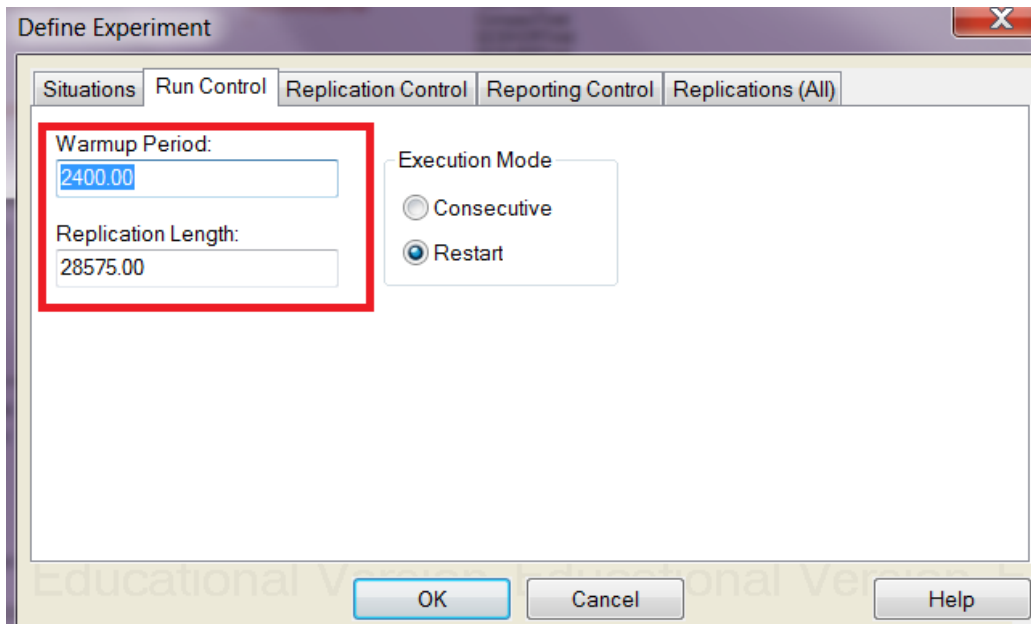 Define Experiment
X
Situations Run Control Replication Control Reporting Control Replications (All)
Warmup Period:
2400.00
Replication Length:
28575.00
Execution Mode
Consecutive
Restart
Educational Version Educational Version E
OK Cancel Help